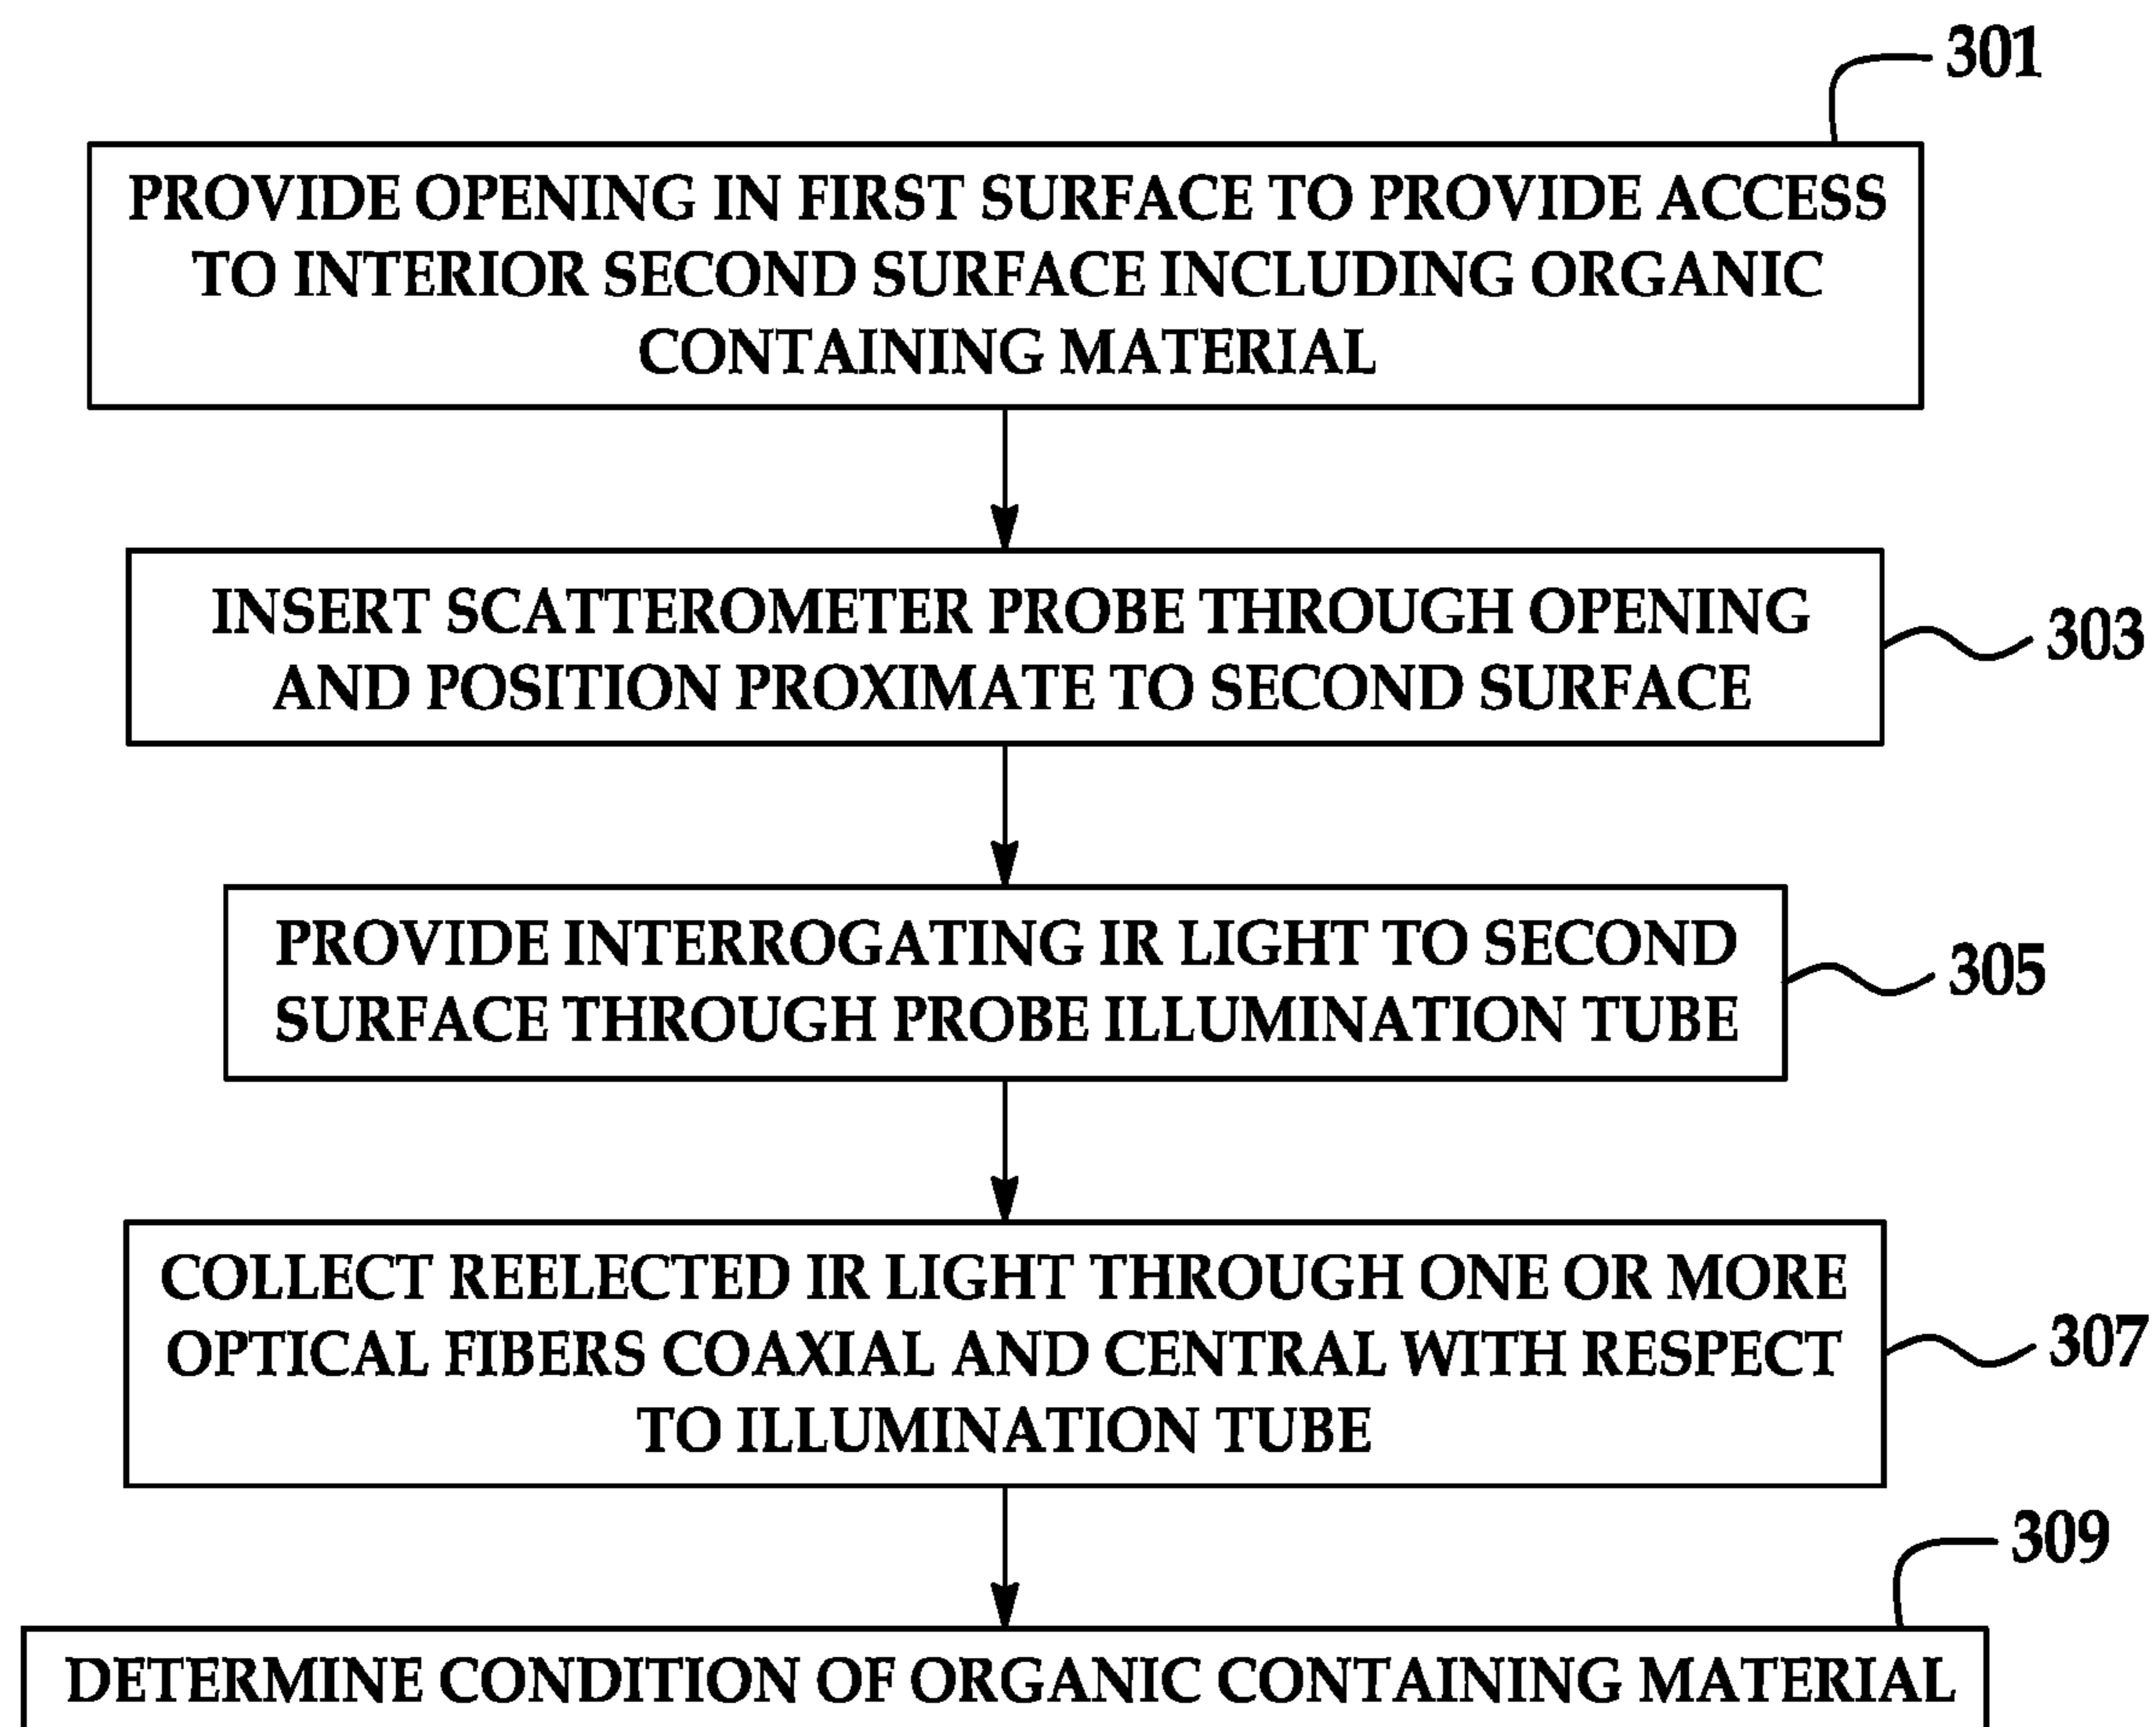 301
PROVIDE OPENING IN FIRST SURFACE TO PROVIDE ACCESS
TO INTERIOR SECOND SURFACE INCLUDING ORGANIC
CONTAINING MATERIAL
INSERT SCATTEROMETER PROBE THROUGH OPENING
AND POSITION PROXIMATE TO SECOND SURFACE
303
PROVIDE INTERROGATING IR LIGHT TO SECOND
SURFACE THROUGH PROBE ILLUMINATION TUBE
305
COLLECT REELECTED IR LIGHT THROUGH ONE OR MORE
OPTICAL FIBERS COAXIAL AND CENTRAL WITH RESPECT
TO ILLUMINATION TUBE
307
309
DETERMINE CONDITION OF ORGANIC CONTAINING MATERIAL